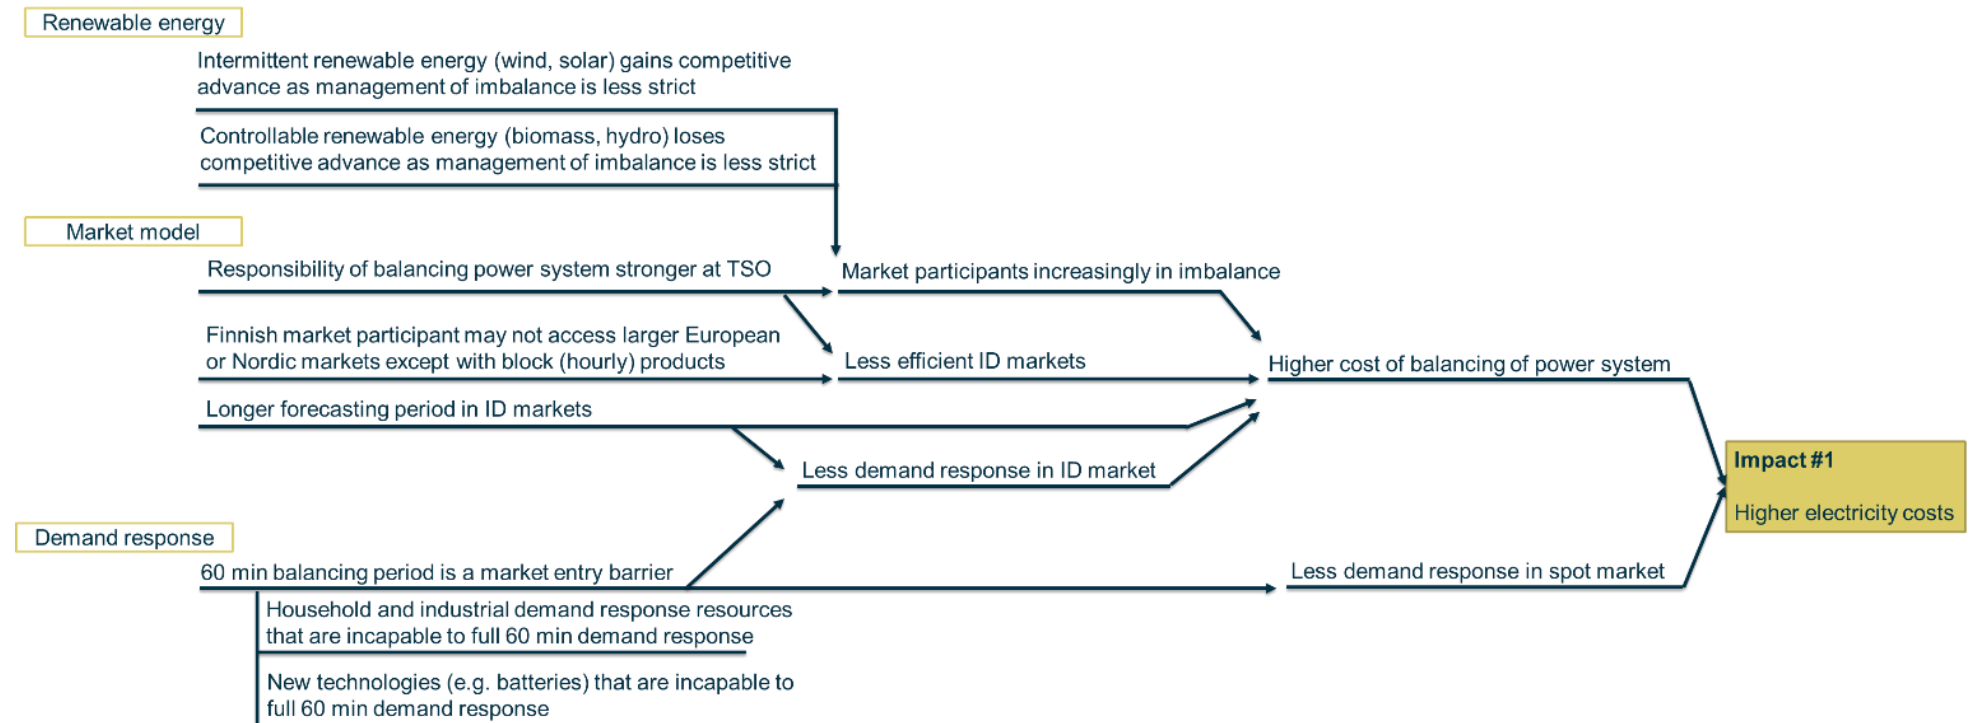 Renewable energy
Intermittent renewable energy (wind, solar) gains competitive
advance as management of imbalance is less strict
Controllable renewable energy (biomass, hydro) loses
competitive advance as management of imbalance is less strict
Market model
Responsibility of balancing power system stronger at TSO
Market participants increasingly in imbalance
Finnish market participant may not access larger European
or Nordic markets except with block (hourly) products
Less efficient ID markets
Higher cost of balancing of power system
Longer forecasting period in ID markets
Less demand response in ID market
Impact #1
Higher electricity costs
Demand response
60 min balancing period is a market entry barrier
Less demand response in spot market
Household and industrial demand response resources
that are incapable to full 60 min demand response
New technologies (e.g. batteries) that are incapable to
full 60 min demand response